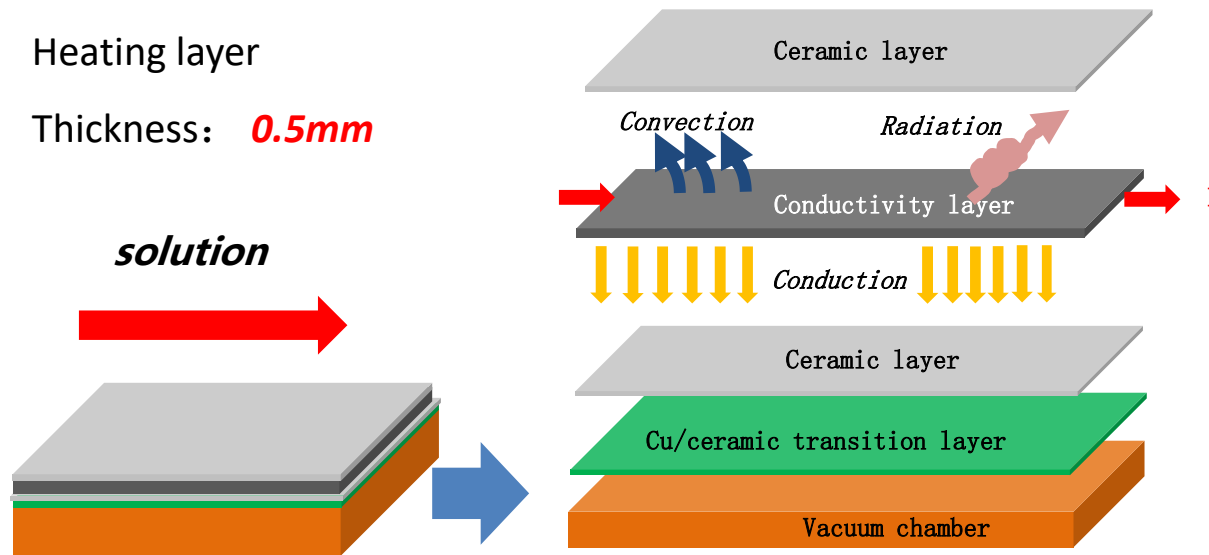 Heating layer
Thickness： 0.5mm
solution
Ceramic layer
Convection
Radiation
Conductivity layer
Conduction
Ceramic layer
Cu/ceramic transition layer
Vacuum chamber